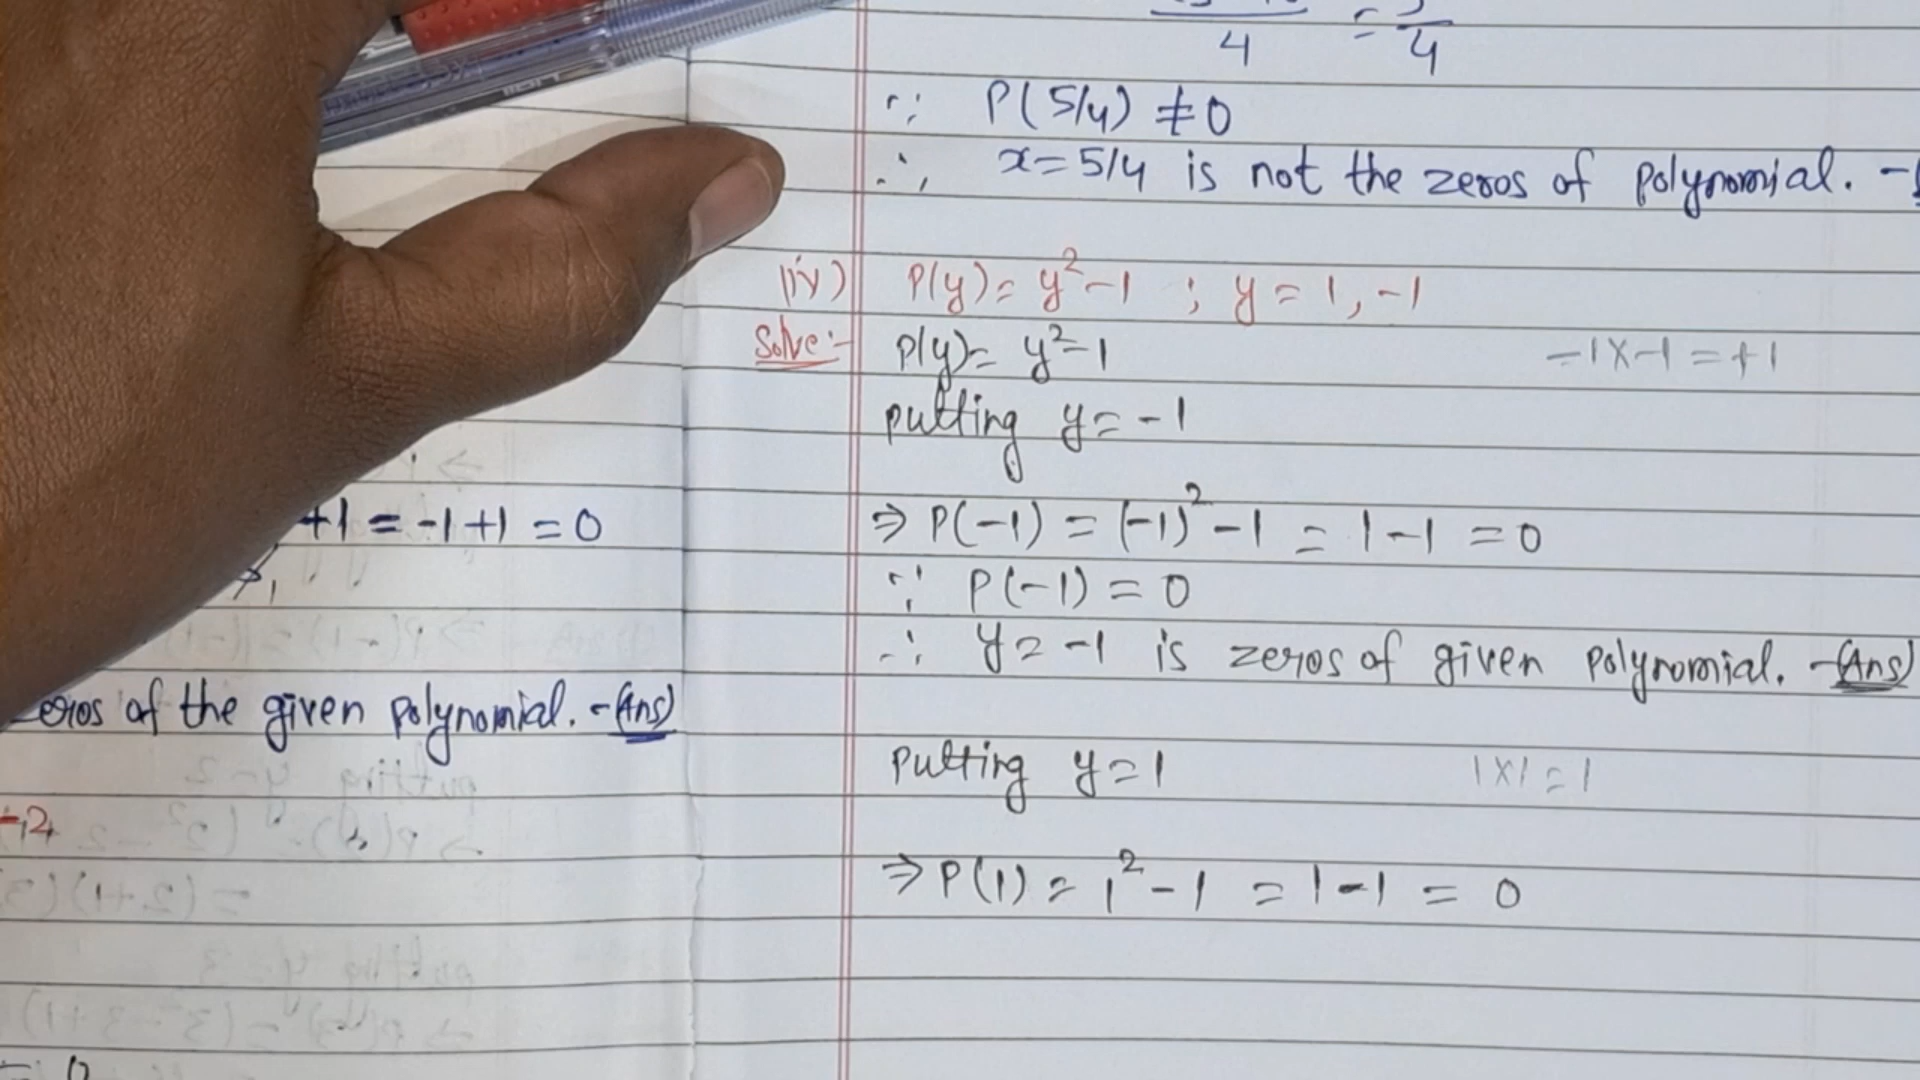 +1 = -1 +1 = 0
zeros of the given polynomial. -(Ans)
4 = 4
∵ P(5/4) ≠ 0
∴ x = 5/4 is not the zeros of polynomial. -
(iv) P(y) = y² - 1 ; y = 1, -1
Solve:- P(y) = y² - 1
-1 x -1 = +1
putting y = -1
⇒ P(-1) = (-1)² - 1 = 1 - 1 = 0
∵ P(-1) = 0
∴ y = -1 is zeros of given polynomial. -(Ans)
putting y = 1
1x1 = 1
⇒ P(1) = 1² - 1 = 1 - 1 = 0